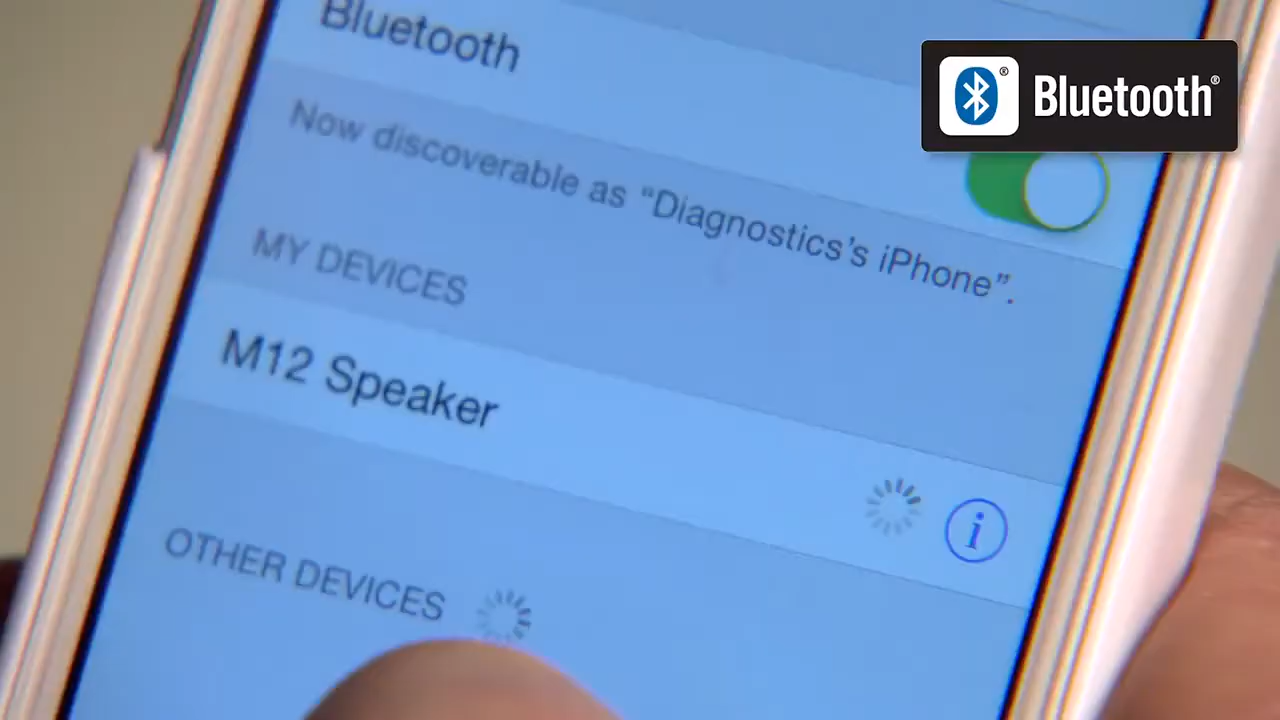 Bluetooth
Bluetooth®
Now discoverable as “Diagnostics’s iPhone”.
MY DEVICES
M12 Speaker
i
OTHER DEVICES